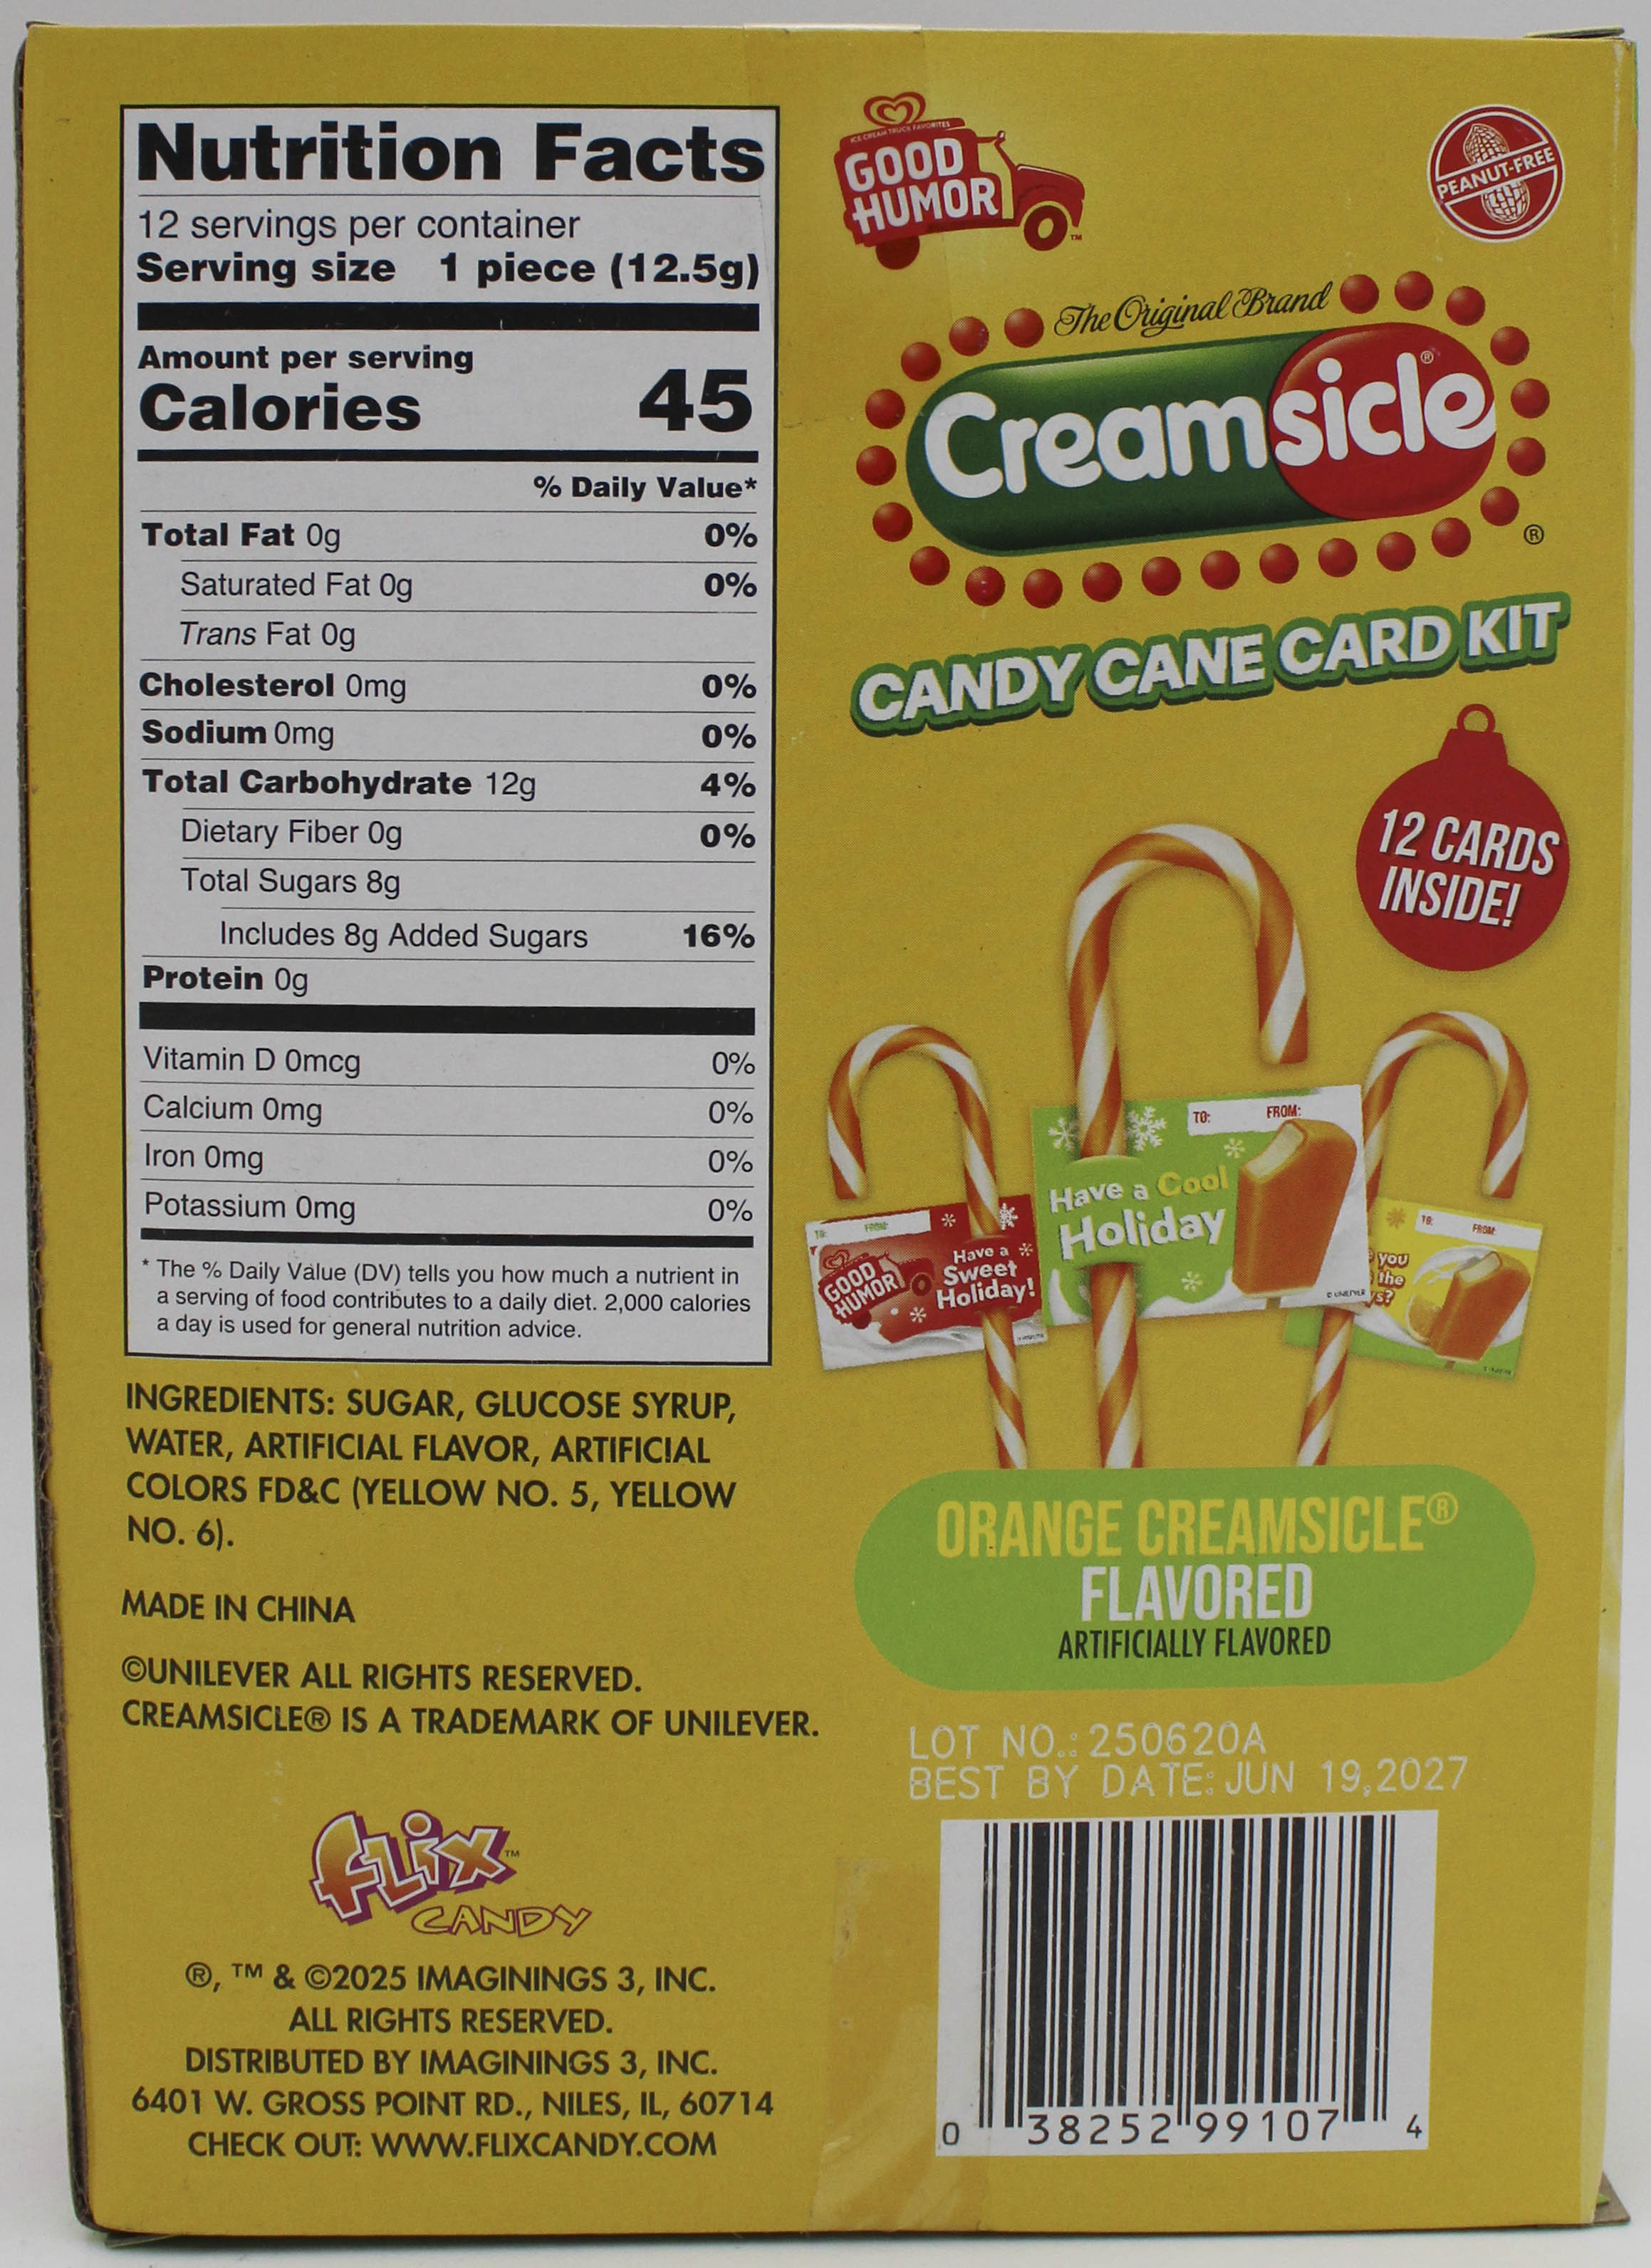 Nutrition Facts
12 servings per container
Serving size 1 piece (12.5g)
Amount per serving
Calories 45
% Daily Value*
Total Fat 0g 0%
Saturated Fat 0g 0%
Trans Fat 0g
Cholesterol 0mg 0%
Sodium 0mg 0%
Total Carbohydrate 12g 4%
Dietary Fiber 0g 0%
Total Sugars 8g
Includes 8g Added Sugars 16%
Protein 0g
Vitamin D 0mcg 0%
Calcium 0mg 0%
Iron 0mg 0%
Potassium 0mg 0%
* The % Daily Value (DV) tells you how much a nutrient in
a serving of food contributes to a daily diet. 2,000 calories
a day is used for general nutrition advice.
INGREDIENTS: SUGAR, GLUCOSE SYRUP,
WATER, ARTIFICIAL FLAVOR, ARTIFICIAL
COLORS FD&C (YELLOW NO. 5, YELLOW
NO. 6).
MADE IN CHINA
©UNILEVER ALL RIGHTS RESERVED.
CREAMSICLE® IS A TRADEMARK OF UNILEVER.
FLix™
CANDY
®, ™ & ©2025 IMAGININGS 3, INC.
ALL RIGHTS RESERVED.
DISTRIBUTED BY IMAGININGS 3, INC.
6401 W. GROSS POINT RD., NILES, IL, 60714
CHECK OUT: WWW.FLIXCANDY.COM
ICE CREAM TRUCK FAVORITES
GOOD
HUMOR™
PEANUT-FREE
The Original Brand
Creamsicle®
®
CANDY CANE CARD KIT
12 CARDS
INSIDE!
TO: FROM:
Have a Cool
Holiday
© UNILEVER
TO: FROM:
GOOD
HUMOR
Have a
Sweet
Holiday!
TO: FROM:
you
the
s?
ORANGE CREAMSICLE®
FLAVORED
ARTIFICIALLY FLAVORED
LOT NO.: 250620A
BEST BY DATE: JUN 19,2027
0 38252 99107 4